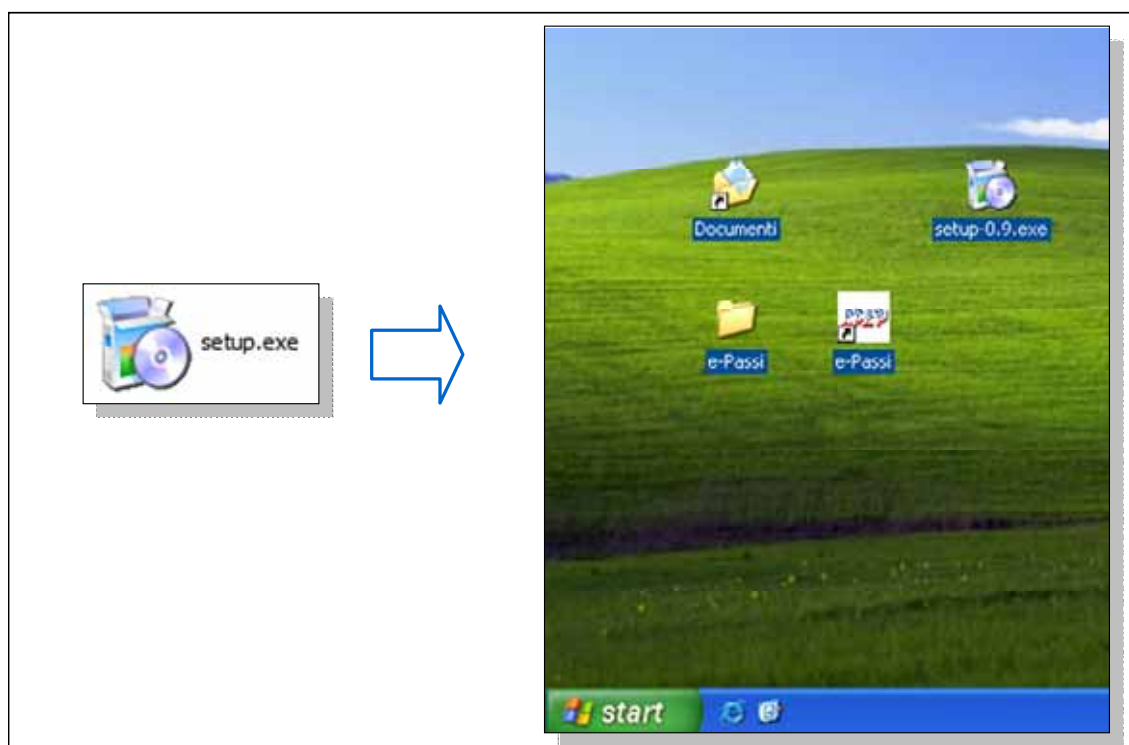 setup.exe
Documenti
setup-0.9.exe
e-Passi
e-Passi
start